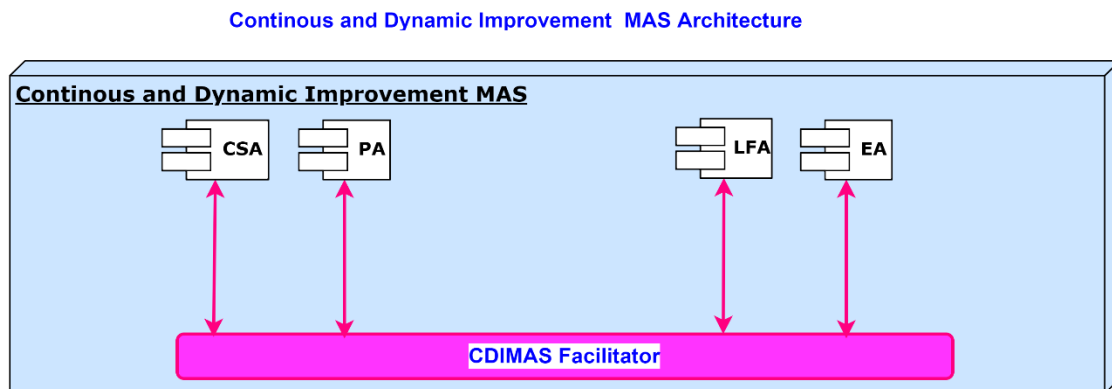 Continous and Dynamic Improvement MAS Architecture
Continous and Dynamic Improvement MAS
CSA
PA
LFA
EA
CDIMAS Facilitator